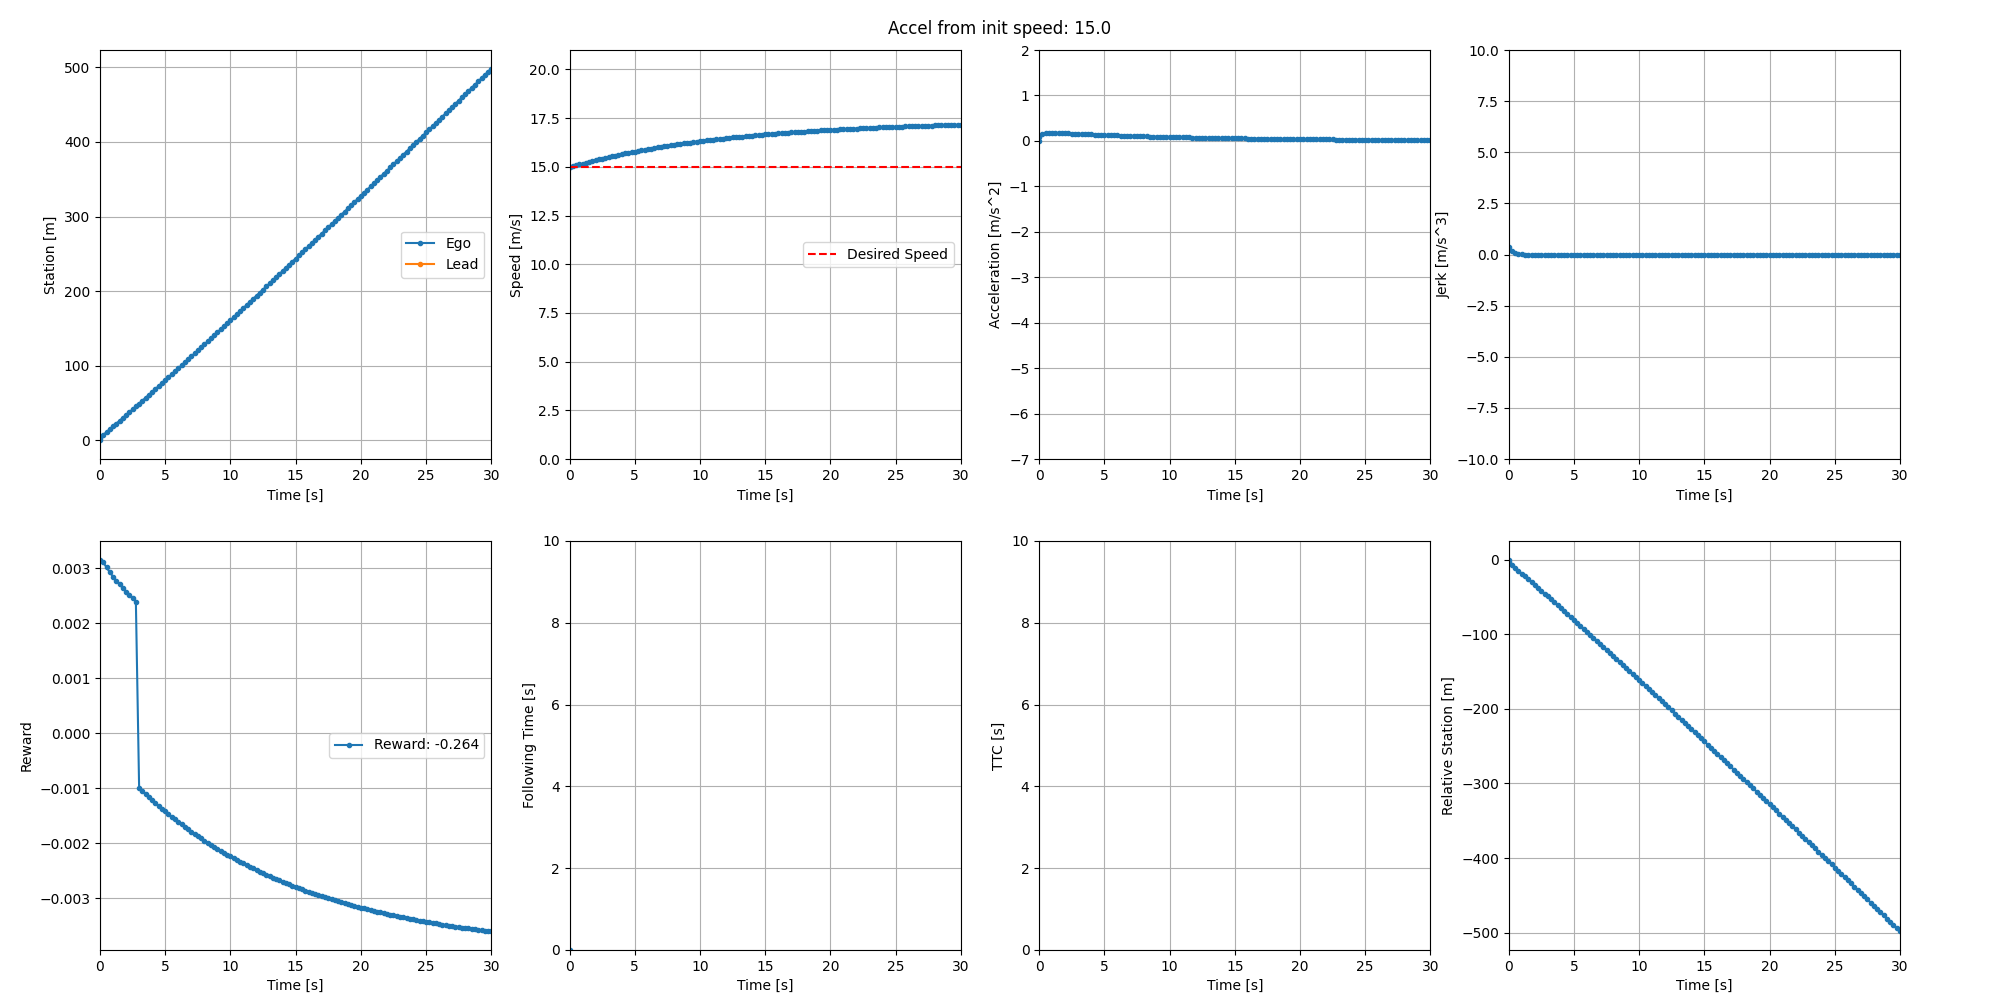 Accel from init speed: 15.0
500
400
300
200
100
0
Station [m]
0 5 10 15 20 25 30
Time [s]
Ego
Lead
20.0
17.5
15.0
12.5
10.0
7.5
5.0
2.5
0.0
Speed [m/s]
0 5 10 15 20 25 30
Time [s]
Desired Speed
2
1
0
−1
−2
−3
−4
−5
−6
−7
Acceleration [m/s^2]
0 5 10 15 20 25 30
Time [s]
10.0
7.5
5.0
2.5
0.0
−2.5
−5.0
−7.5
−10.0
Jerk [m/s^3]
0 5 10 15 20 25 30
Time [s]
0.003
0.002
0.001
0.000
−0.001
−0.002
−0.003
Reward
0 5 10 15 20 25 30
Time [s]
Reward: -0.264
10
8
6
4
2
0
Following Time [s]
0 5 10 15 20 25 30
Time [s]
10
8
6
4
2
0
TTC [s]
0 5 10 15 20 25 30
Time [s]
0
−100
−200
−300
−400
−500
Relative Station [m]
0 5 10 15 20 25 30
Time [s]